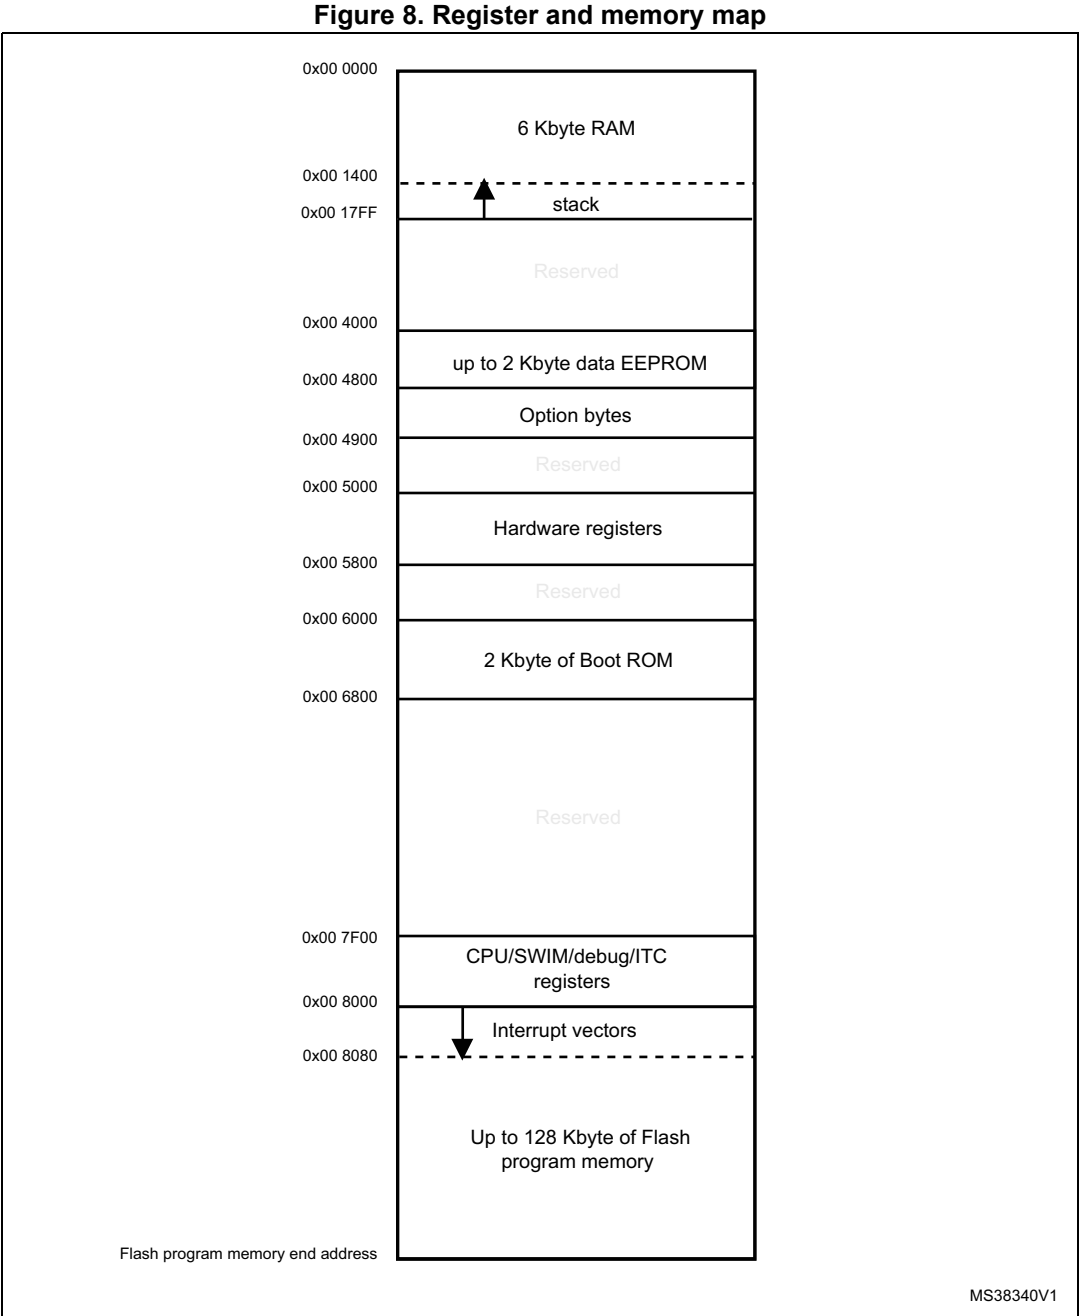 Figure 8. Register and memory map
0x00 0000
6 Kbyte RAM
0x00 1400
stack
0x00 17FF
Reserved
0x00 4000
up to 2 Kbyte data EEPROM
0x00 4800
Option bytes
0x00 4900
Reserved
0x00 5000
Hardware registers
0x00 5800
Reserved
0x00 6000
2 Kbyte of Boot ROM
0x00 6800
Reserved
0x00 7F00
CPU/SWIM/debug/ITC
registers
0x00 8000
Interrupt vectors
0x00 8080
Up to 128 Kbyte of Flash
program memory
Flash program memory end address
MS38340V1